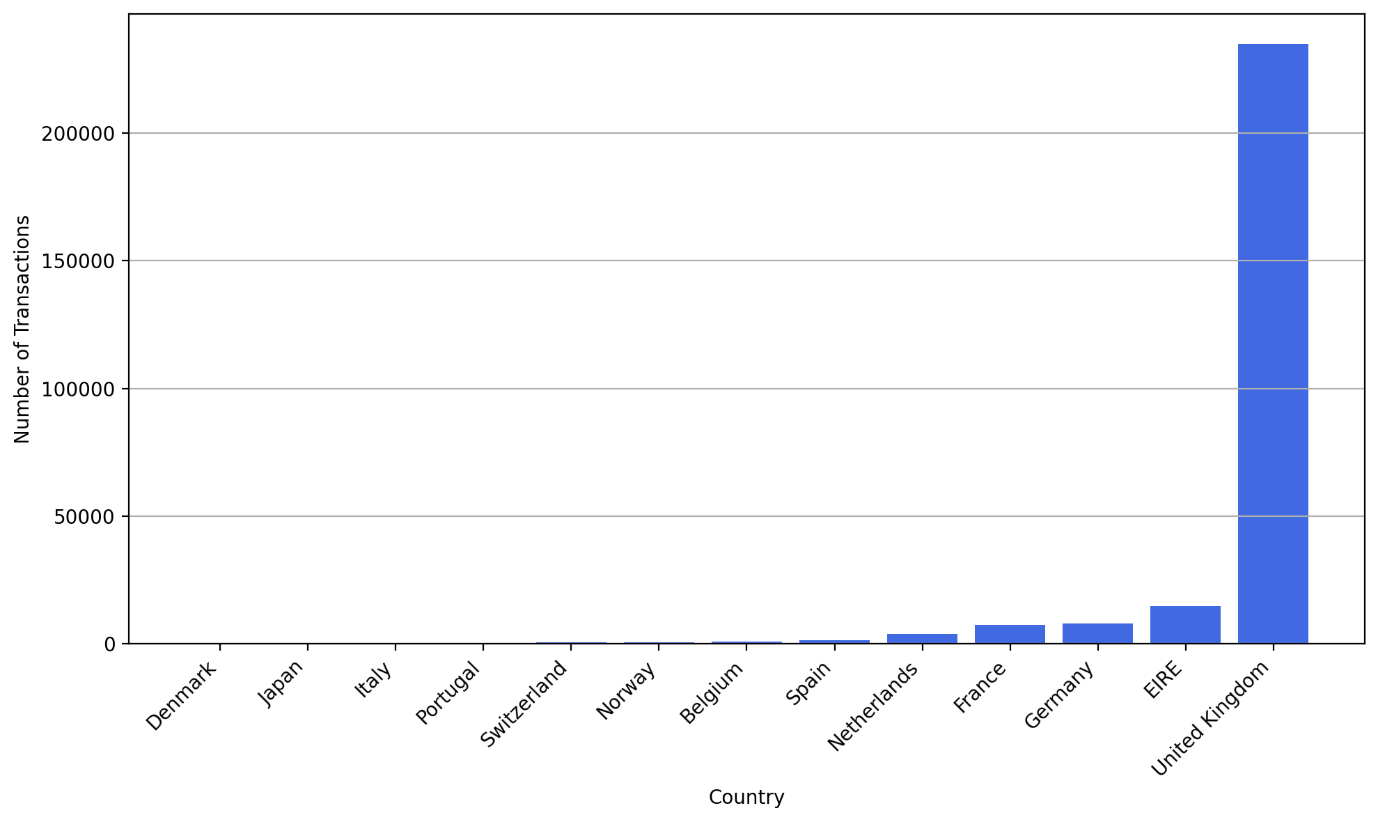 200000
150000
100000
50000
0
Number of Transactions
Denmark
Japan
Italy
Portugal
Switzerland
Norway
Belgium
Spain
Netherlands
France
Germany
EIRE
United Kingdom
Country